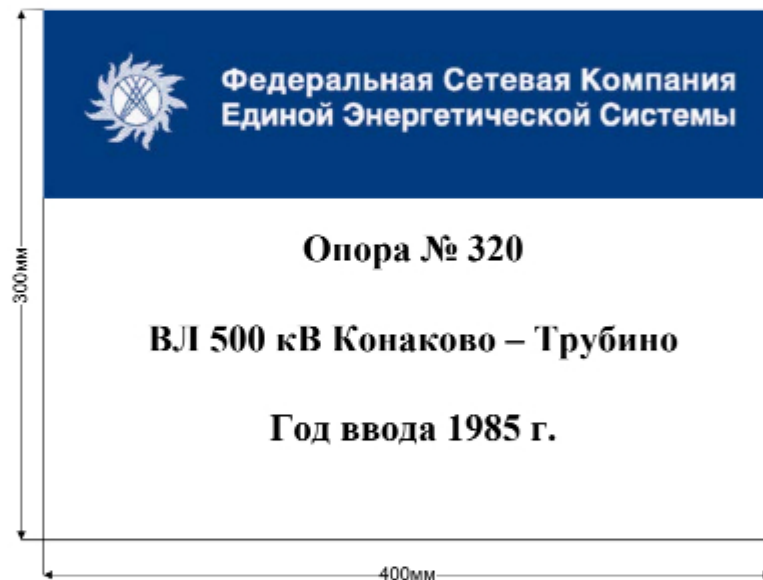 Федеральная Сетевая Компания
Единой Энергетической Системы
Опора № 320
ВЛ 500 кВ Конаково – Трубино
Год ввода 1985 г.
300мм
400мм